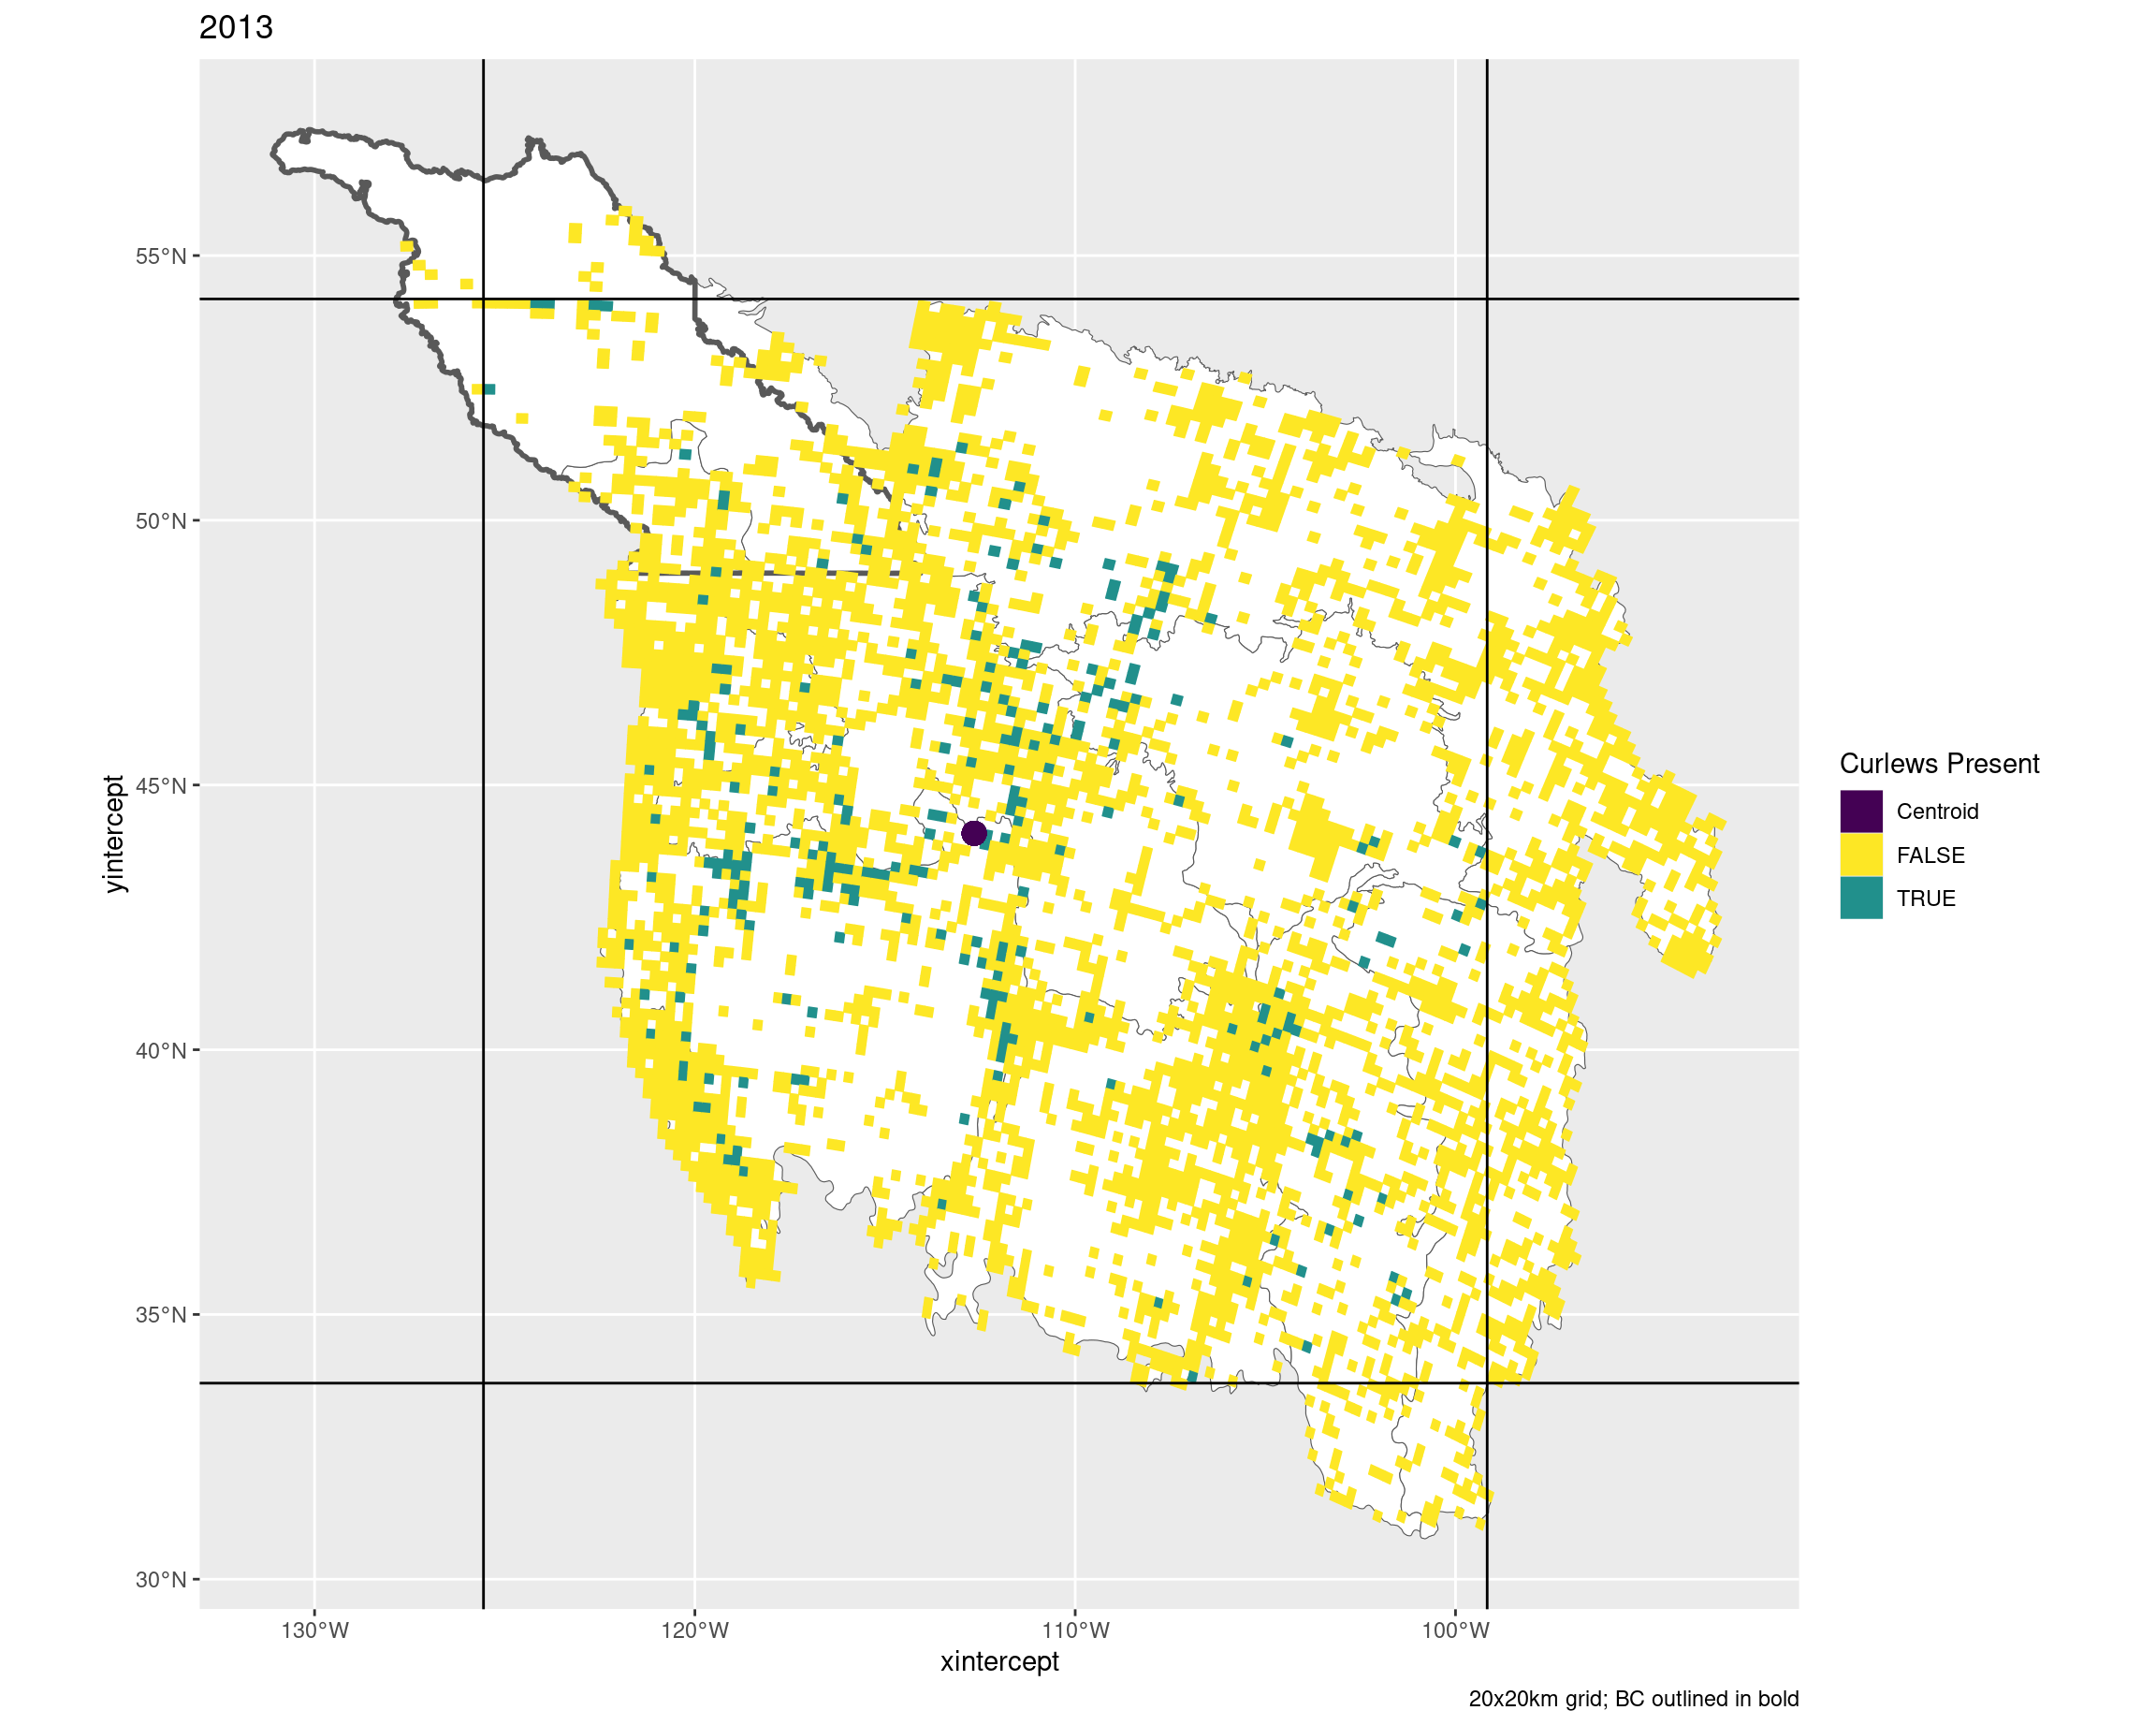 2013
55°N
50°N
45°N
40°N
35°N
30°N
yintercept
130°W
120°W
110°W
100°W
xintercept
Curlews Present
Centroid
FALSE
TRUE
20x20km grid; BC outlined in bold